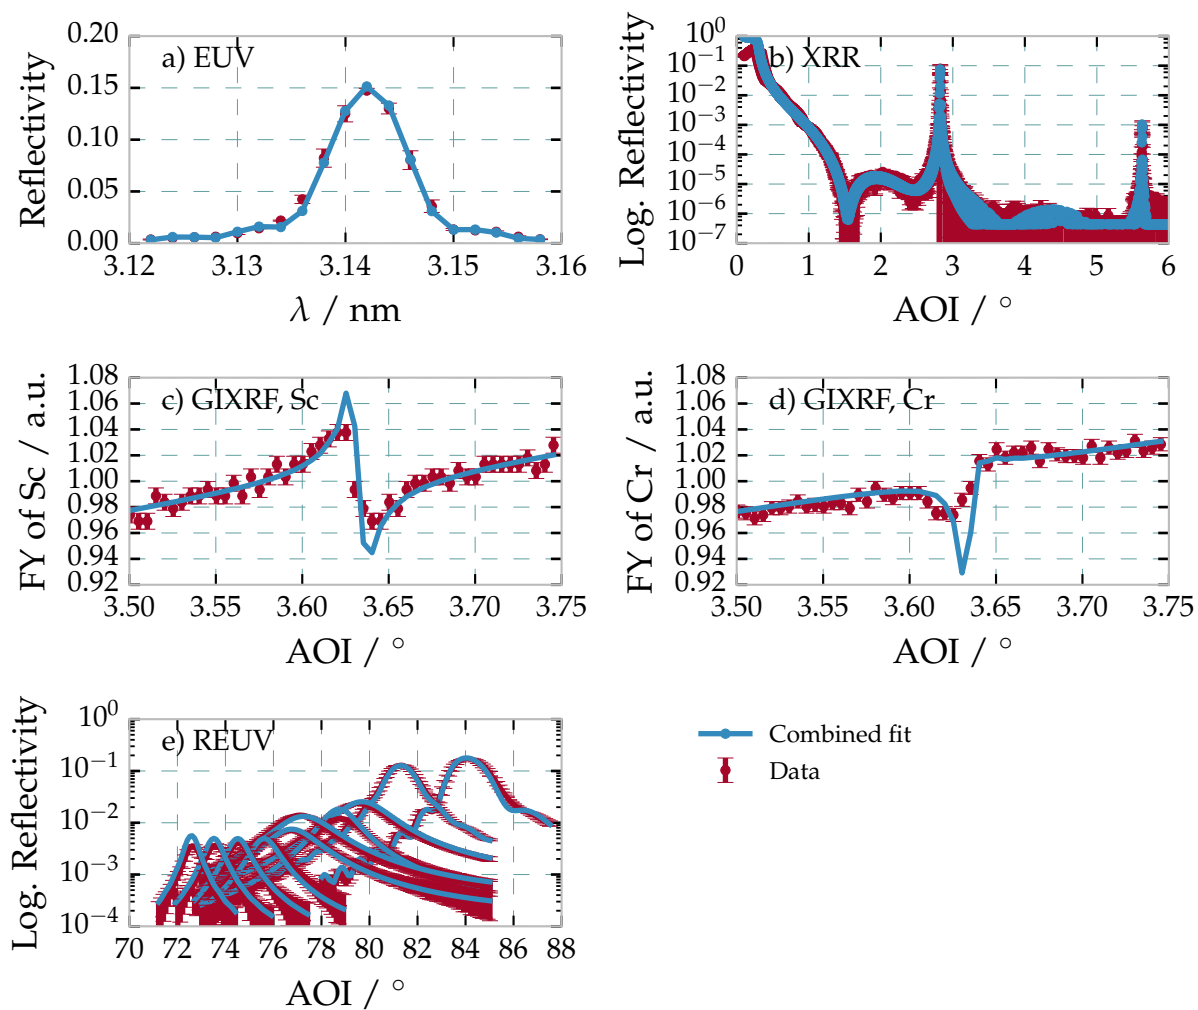 a) EUV
Reflectivity
0.20
0.15
0.10
0.05
0.00
3.12 3.13 3.14 3.15 3.16
λ / nm
b) XRR
Log. Reflectivity
10⁰
10⁻¹
10⁻²
10⁻³
10⁻⁴
10⁻⁵
10⁻⁶
10⁻⁷
0 1 2 3 4 5 6
AOI / °
c) GIXRF, Sc
FY of Sc / a.u.
1.08
1.06
1.04
1.02
1.00
0.98
0.96
0.94
0.92
3.50 3.55 3.60 3.65 3.70 3.75
AOI / °
d) GIXRF, Cr
FY of Cr / a.u.
1.08
1.06
1.04
1.02
1.00
0.98
0.96
0.94
0.92
3.50 3.55 3.60 3.65 3.70 3.75
AOI / °
e) REUV
Log. Reflectivity
10⁰
10⁻¹
10⁻²
10⁻³
10⁻⁴
70 72 74 76 78 80 82 84 86 88
AOI / °
Combined fit
Data